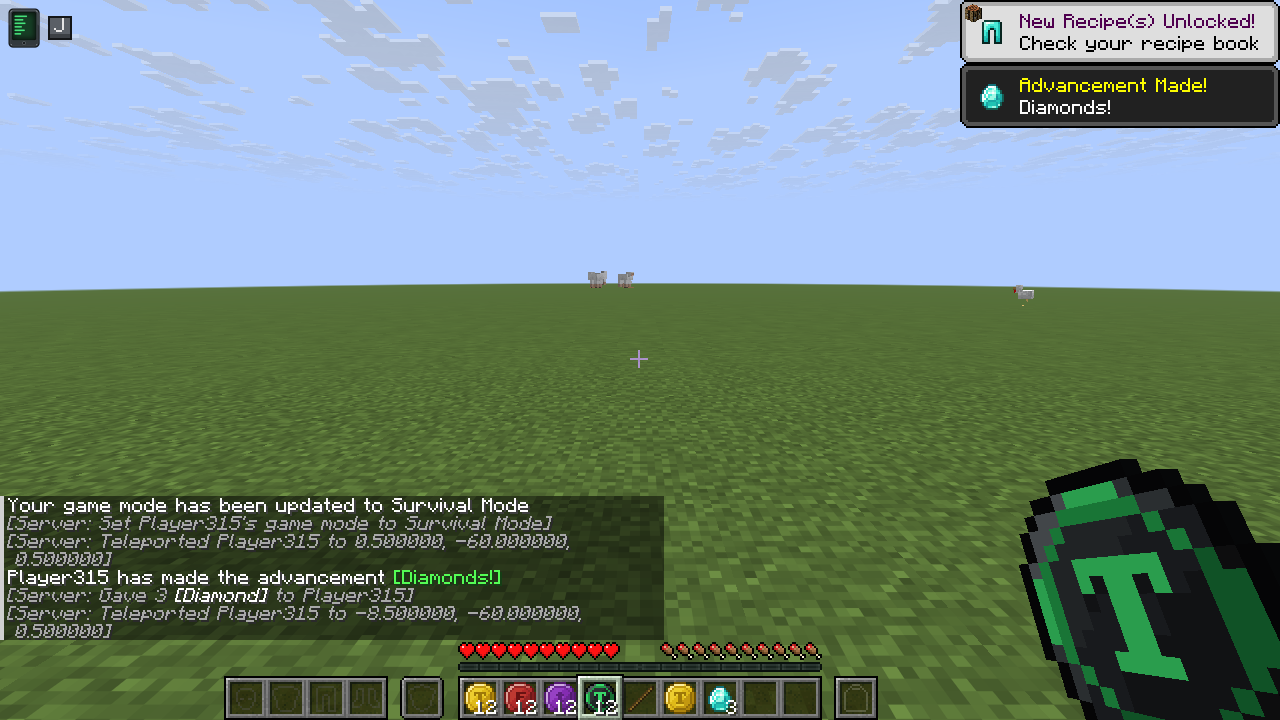 J
New Recipe(s) Unlocked!
Check your recipe book
Advancement Made!
Diamonds!
Your game mode has been updated to Survival Mode
[Server: Set Player315's game mode to Survival Mode]
[Server: Teleported Player315 to 0.500000, -60.000000,
0.500000]
Player315 has made the advancement [Diamonds!]
[Server: Gave 3 [Diamond] to Player315]
[Server: Teleported Player315 to -8.500000, -60.000000,
0.500000]
T
12 12 12 12 3